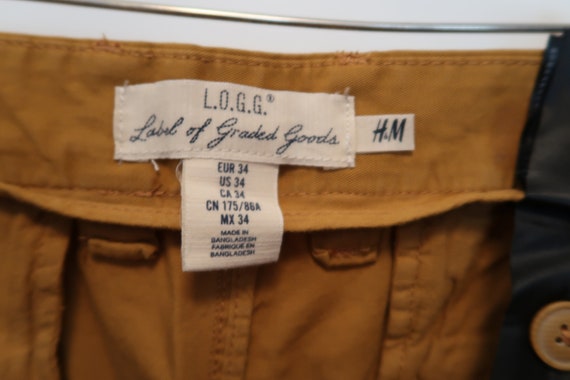 L.O.G.G.®
Label of Graded Goods
H&M
EUR 34
US 34
CA 34
CN 175/86A
MX 34
MADE IN
BANGLADESH
FABRIQUE EN
BANGLADESH